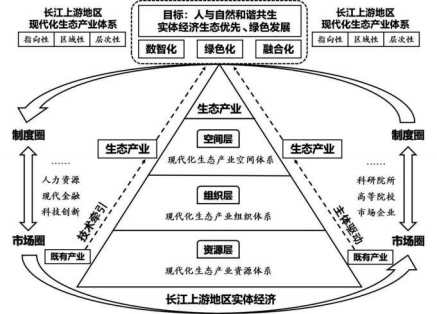 长江上游地区
现代化生态产业体系
指向性 区域性 层次性
目标：人与自然和谐共生
实体经济生态优先、绿色发展
数智化 绿色化 融合化
长江上游地区
现代化生态产业体系
指向性 区域性 层次性
制度圈
……
人力资源
现代金融
科技创新
市场圈
既有产业
技术牵引
生态产业
生态产业
空间层
现代化生态产业空间体系
组织层
现代化生态产业组织体系
资源层
现代化生态产业资源体系
生态产业
主体驱动
既有产业
制度圈
……
科研院所
高等院校
市场企业
市场圈
长江上游地区实体经济